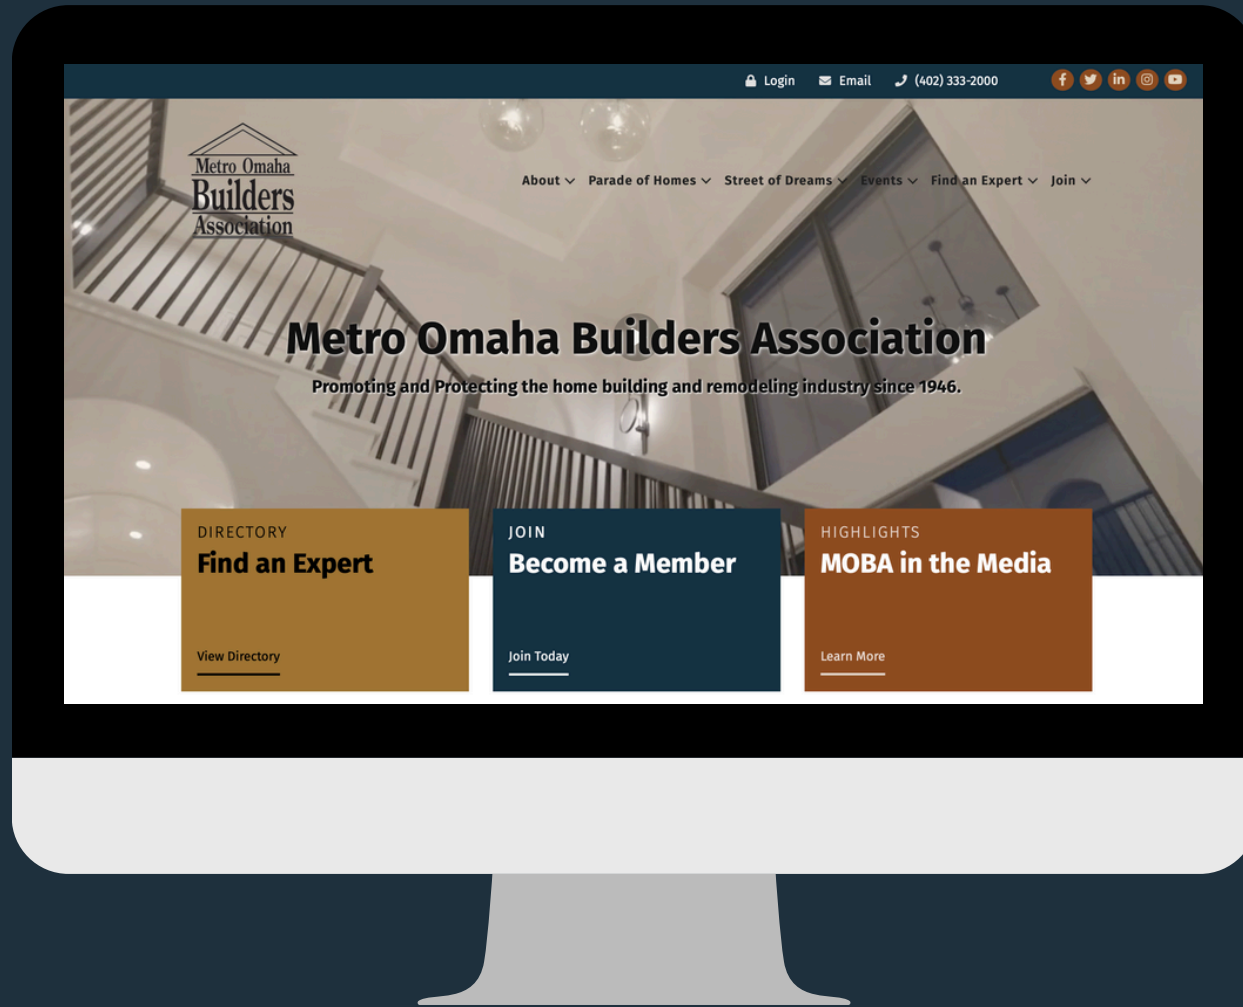 Login Email (402) 333-2000
Metro Omaha
Builders
Association
About Parade of Homes Street of Dreams Events Find an Expert Join
Metro Omaha Builders Association
Promoting and Protecting the home building and remodeling industry since 1946.
DIRECTORY
Find an Expert
View Directory
JOIN
Become a Member
Join Today
HIGHLIGHTS
MOBA in the Media
Learn More